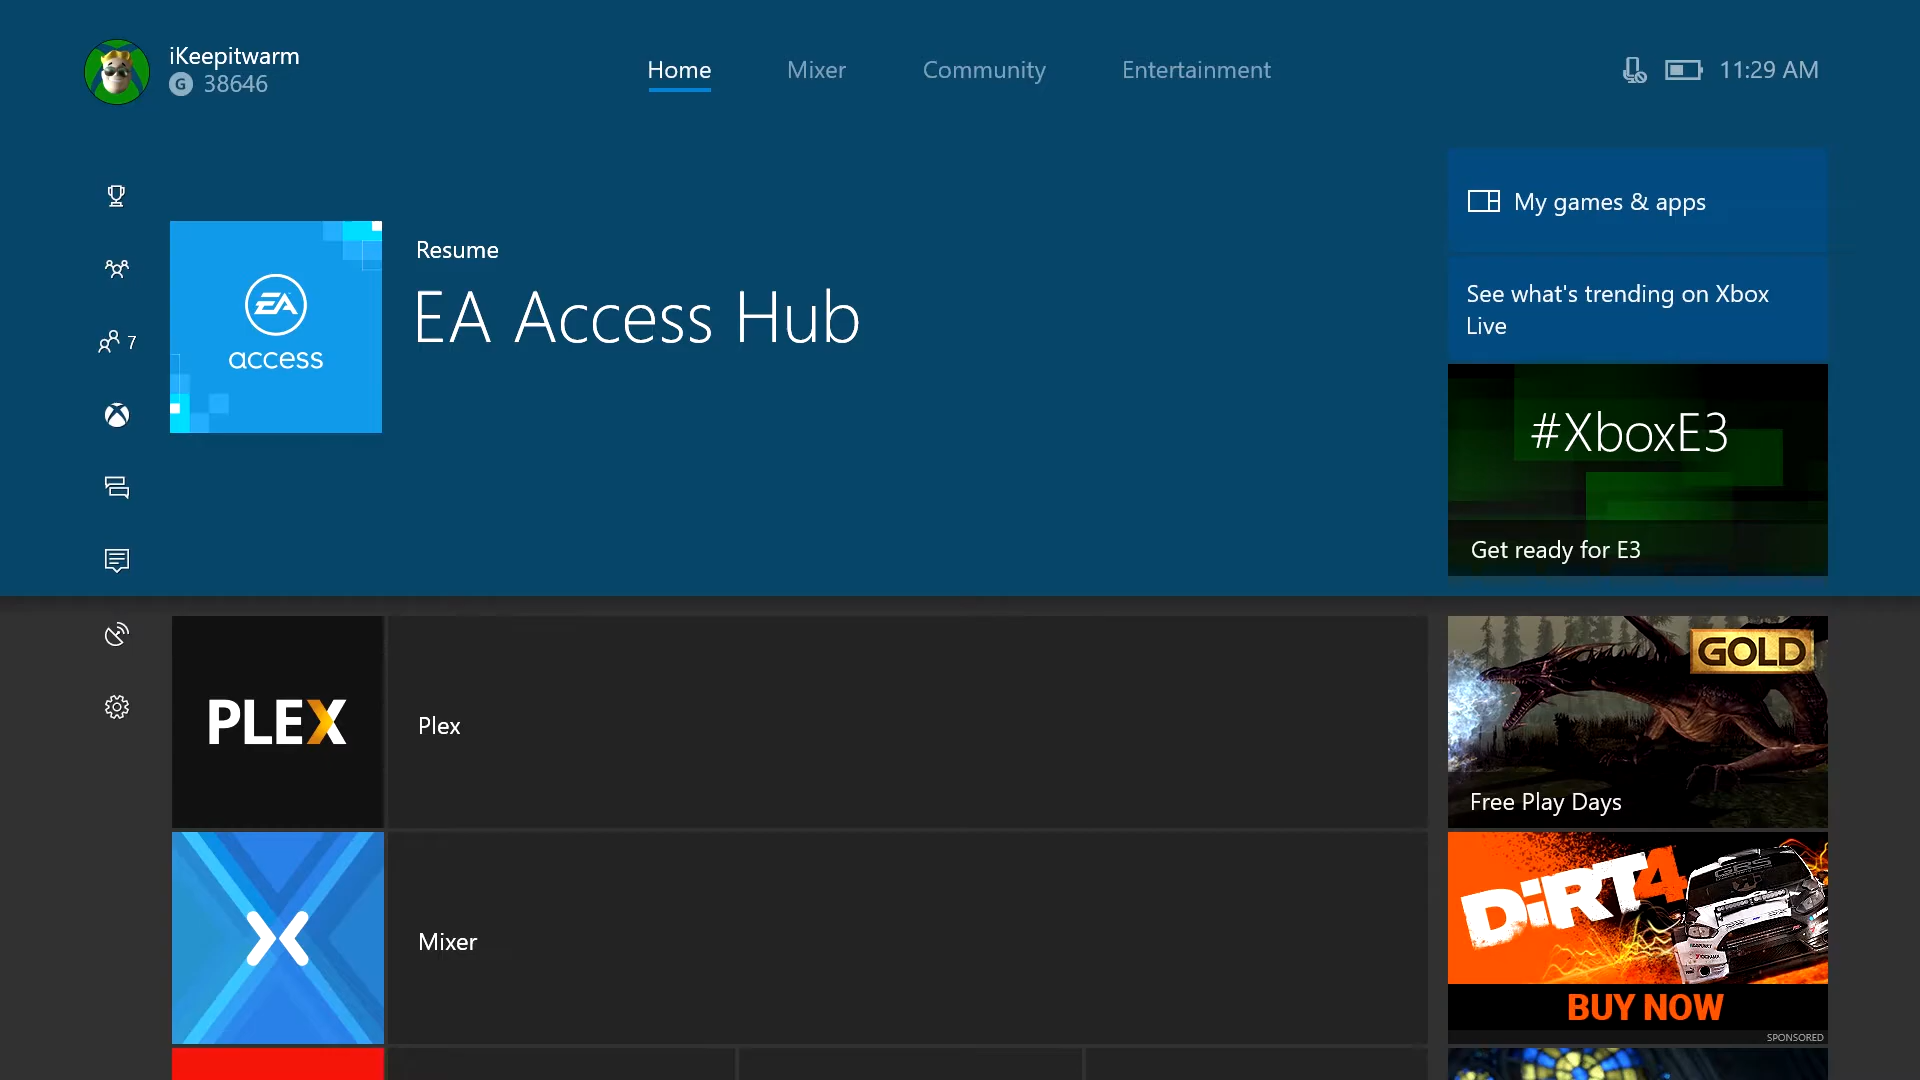 iKeepitwarm
G 38646
Home
Mixer
Community
Entertainment
11:29 AM
7
EA
access
Resume
EA Access Hub
My games & apps
See what's trending on Xbox
Live
#XboxE3
Get ready for E3
PLEX
Plex
Mixer
GOLD
Free Play Days
DiRT4
BUY NOW
SPONSORED